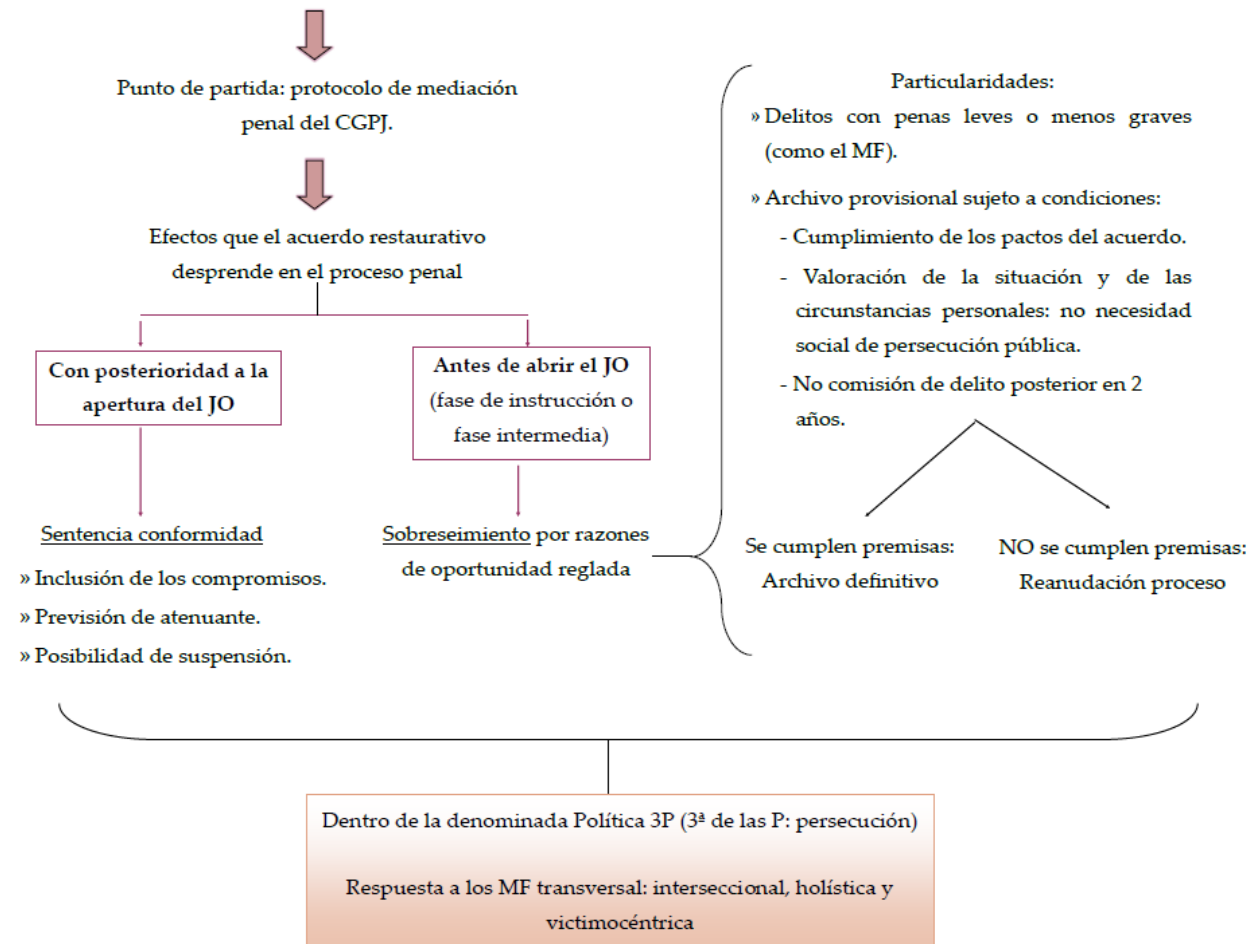 Punto de partida: protocolo de mediación
penal del CGPJ.
Efectos que el acuerdo restaurativo
desprende en el proceso penal
Con posterioridad a la
apertura del JO
Sentencia conformidad
» Inclusión de los compromisos.
» Previsión de atenuante.
» Posibilidad de suspensión.
Antes de abrir el JO
(fase de instrucción o
fase intermedia)
Sobreseimiento por razones
de oportunidad reglada
Particularidades:
» Delitos con penas leves o menos graves
(como el MF).
» Archivo provisional sujeto a condiciones:
- Cumplimiento de los pactos del acuerdo.
- Valoración de la situación y de las
circunstancias personales: no necesidad
social de persecución pública.
- No comisión de delito posterior en 2
años.
Se cumplen premisas:
Archivo definitivo
NO se cumplen premisas:
Reanudación proceso
Dentro de la denominada Política 3P (3ª de las P: persecución)
Respuesta a los MF transversal: interseccional, holística y
victimocéntrica